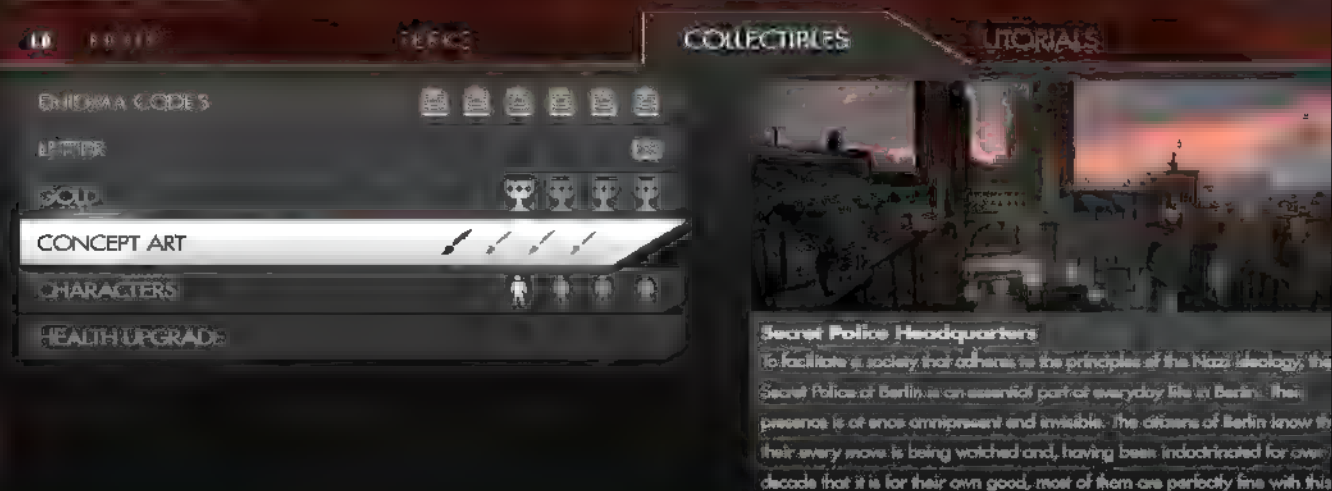 LB PERKS COLLECTIBLES TUTORIALS
ENIGMA CODES
LETTER
GOLD
CONCEPT ART
CHARACTERS
HEALTH UPGRADE
Secret Police Headquarters
To facilitate a society that adheres to the principles of the Nazi ideology, the
Secret Police of Berlin is an essential part of everyday life in Berlin. Their
presence is at once omnipresent and invisible. The citizens of Berlin know th
their every move is being watched and, having been indoctrinated for over
decade that it is for their own good, most of them are perfectly fine with this